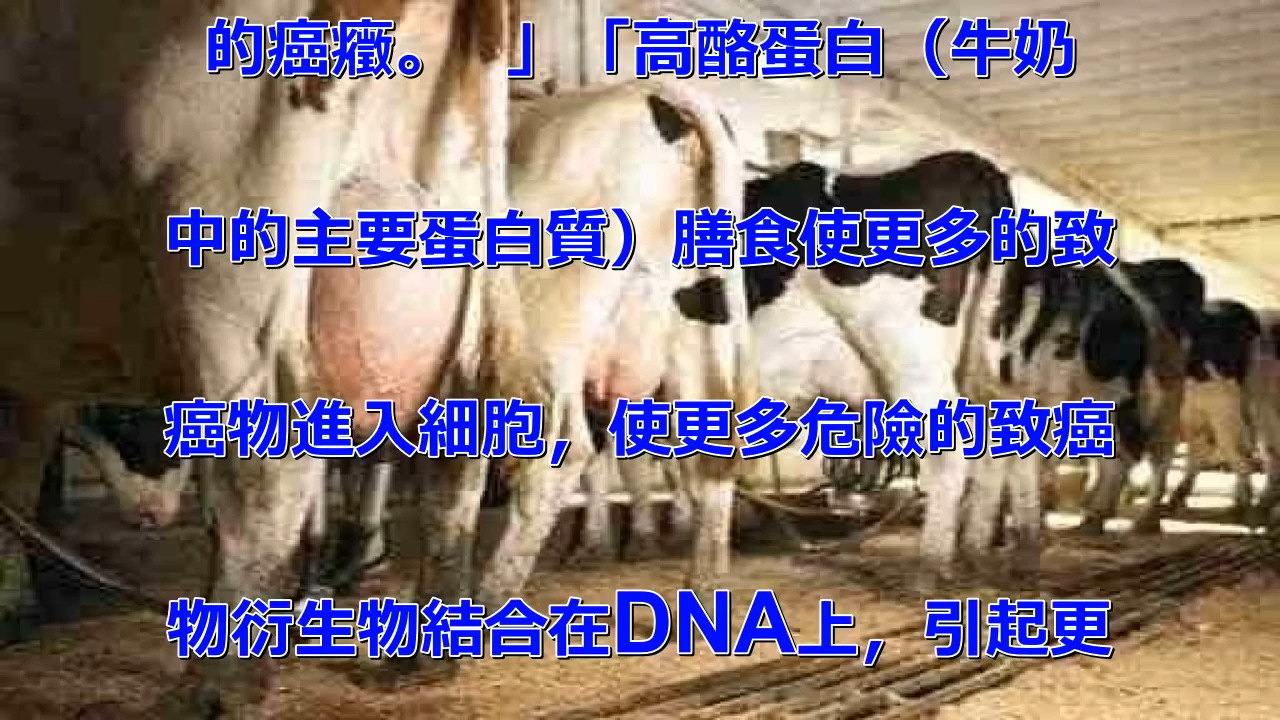 的癌癥。 」 「高酪蛋白（牛奶
中的主要蛋白質）膳食使更多的致
癌物進入細胞，使更多危險的致癌
物衍生物結合在DNA上，引起更